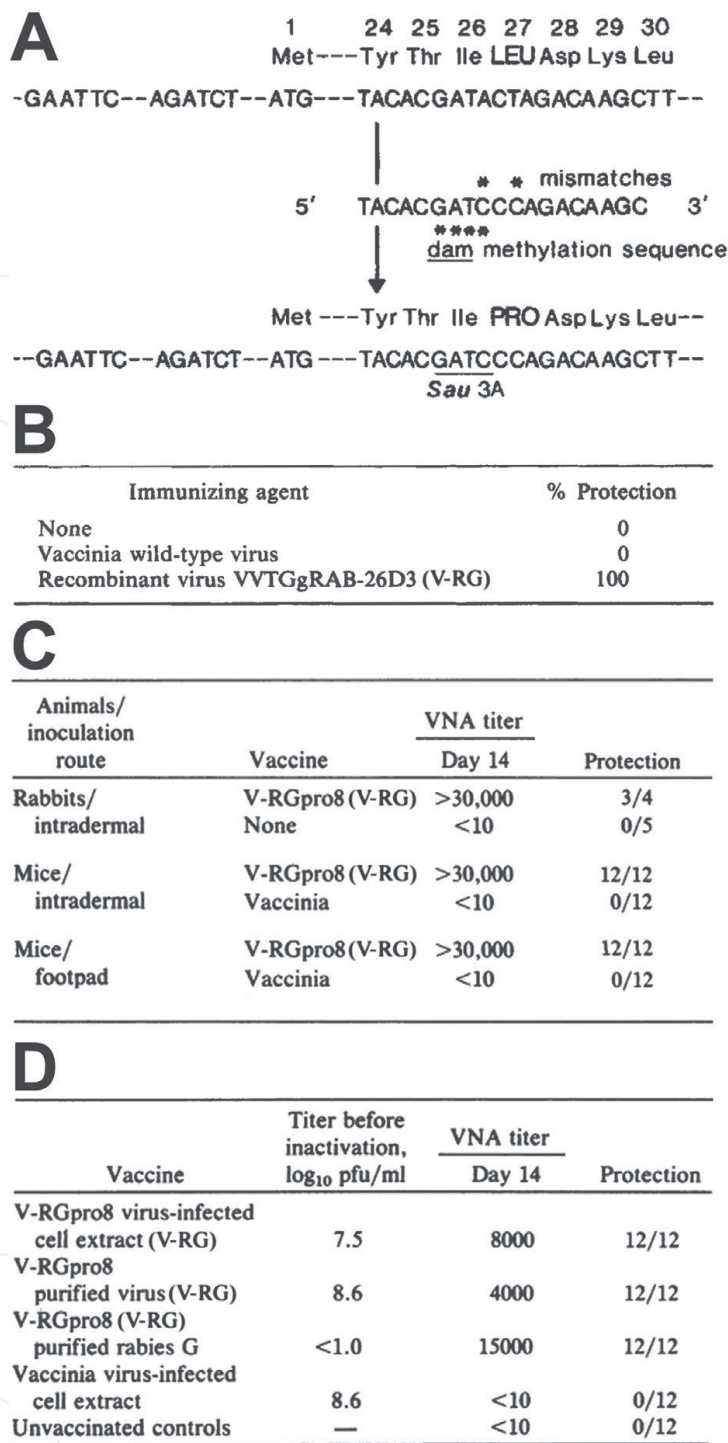 A
1 24 25 26 27 28 29 30
Met---Tyr Thr Ile LEU Asp Lys Leu
--GAATTC--AGATCT--ATG---TACACGATACTAGACAAGCTT--
* * mismatches
5' TACACGATCCCAGACAAGC 3'
****
dam methylation sequence
Met ---Tyr Thr Ile PRO Asp Lys Leu--
--GAATTC--AGATCT--ATG ---TACACGATCCCAGACAAGCTT--
Sau 3A
B
Immunizing agent % Protection
None 0
Vaccinia wild-type virus 0
Recombinant virus VVTGgRAB-26D3 (V-RG) 100
C
Animals/
inoculation
route Vaccine VNA titer Day 14 Protection
Rabbits/ V-RGpro8 (V-RG) >30,000 3/4
intradermal None <10 0/5
Mice/ V-RGpro8 (V-RG) >30,000 12/12
intradermal Vaccinia <10 0/12
Mice/ V-RGpro8 (V-RG) >30,000 12/12
footpad Vaccinia <10 0/12
D
Titer before
inactivation, VNA titer
Vaccine log10 pfu/ml Day 14 Protection
V-RGpro8 virus-infected
cell extract (V-RG) 7.5 8000 12/12
V-RGpro8
purified virus (V-RG) 8.6 4000 12/12
V-RGpro8 (V-RG)
purified rabies G <1.0 15000 12/12
Vaccinia virus-infected
cell extract 8.6 <10 0/12
Unvaccinated controls — <10 0/12